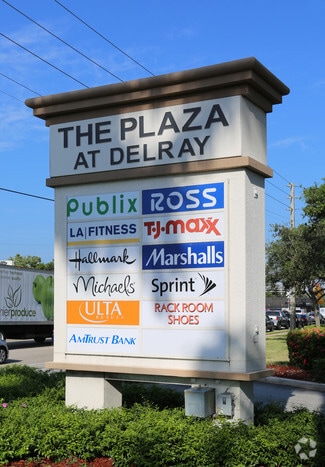 THE PLAZA
AT DELRAY
Publix ROSS
LA|FITNESS T·J·maxx
Hallmark Marshalls
Michaels Sprint
ULTA RACK ROOM
SHOES
AMTRUST BANK
produce